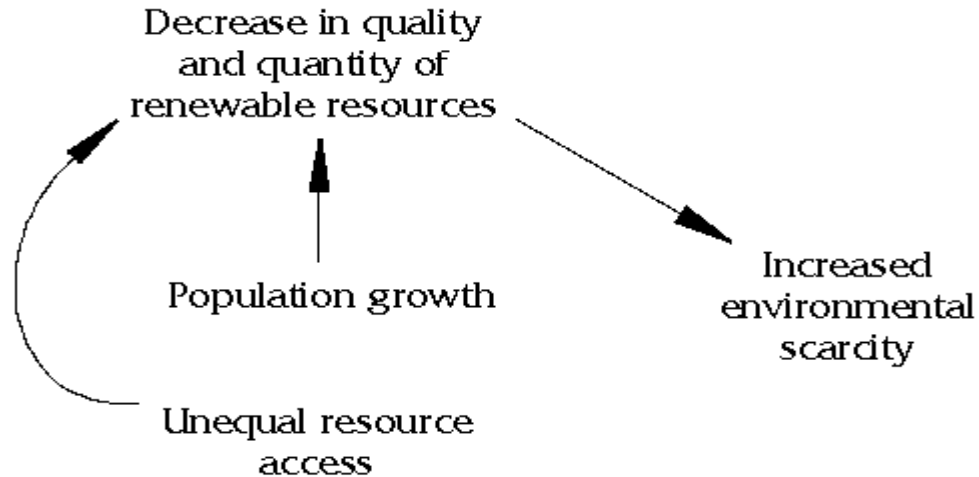 Decrease in quality
and quantity of
renewable resources
Population growth
Increased
environmental
scarcity
Unequal resource
access